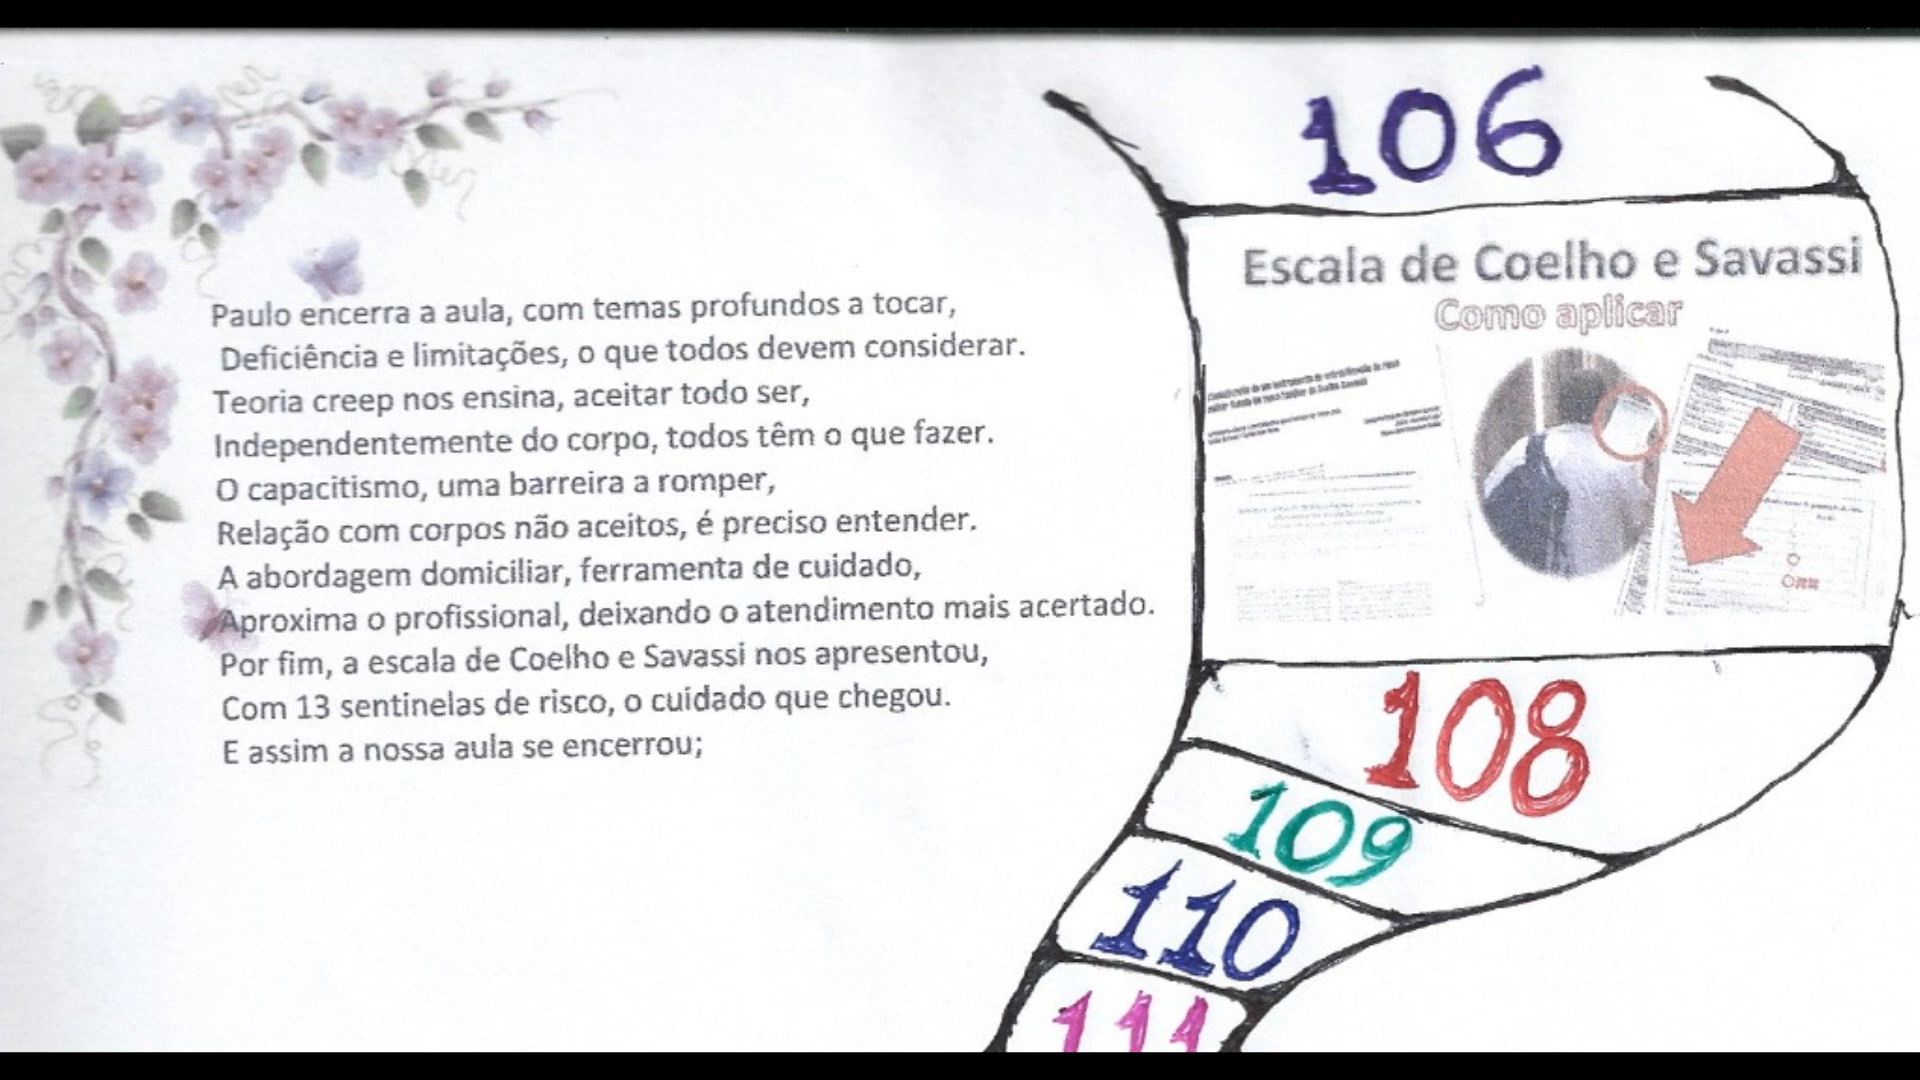 Paulo encerra a aula, com temas profundos a tocar,
Deficiência e limitações, o que todos devem considerar.
Teoria creep nos ensina, aceitar todo ser,
Independentemente do corpo, todos têm o que fazer.
O capacitismo, uma barreira a romper,
Relação com corpos não aceitos, é preciso entender.
A abordagem domiciliar, ferramenta de cuidado,
Aproxima o profissional, deixando o atendimento mais acertado.
Por fim, a escala de Coelho e Savassi nos apresentou,
Com 13 sentinelas de risco, o cuidado que chegou.
E assim a nossa aula se encerrou;
106
Escala de Coelho e Savassi
Como aplicar
108
109
110
111